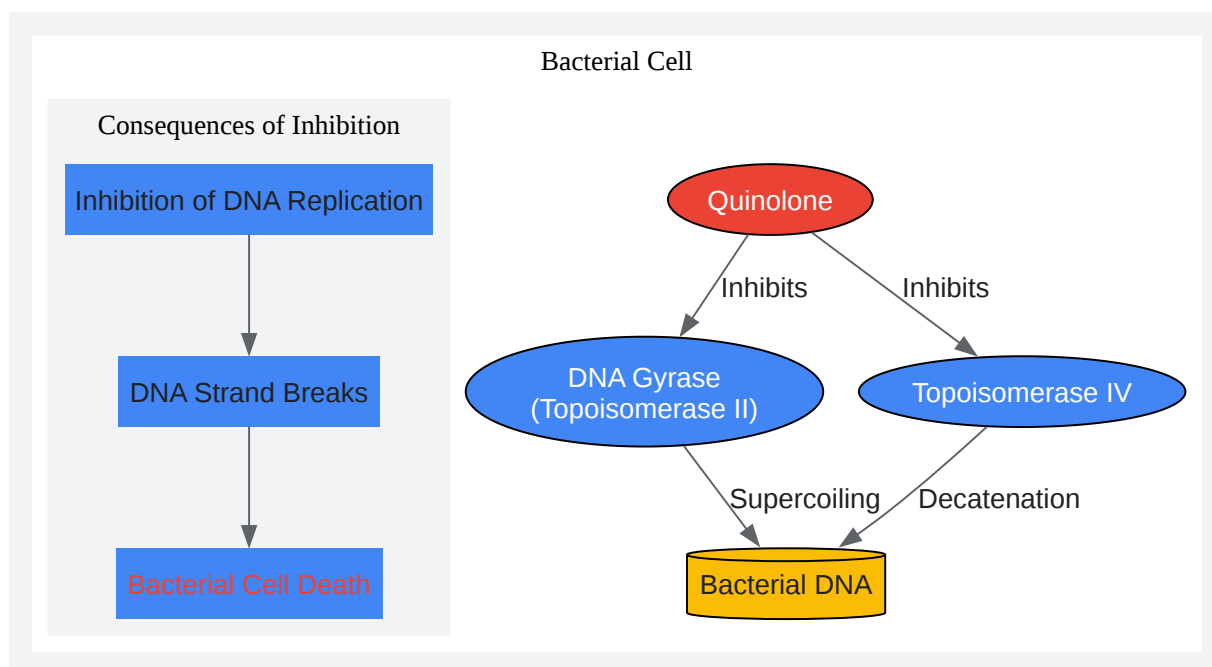 Bacterial Cell
Consequences of Inhibition
Inhibition of DNA Replication
DNA Strand Breaks
Bacterial Cell Death
Quinolone
Inhibits
Inhibits
DNA Gyrase
(Topoisomerase II)
Topoisomerase IV
Supercoiling
Decatenation
Bacterial DNA